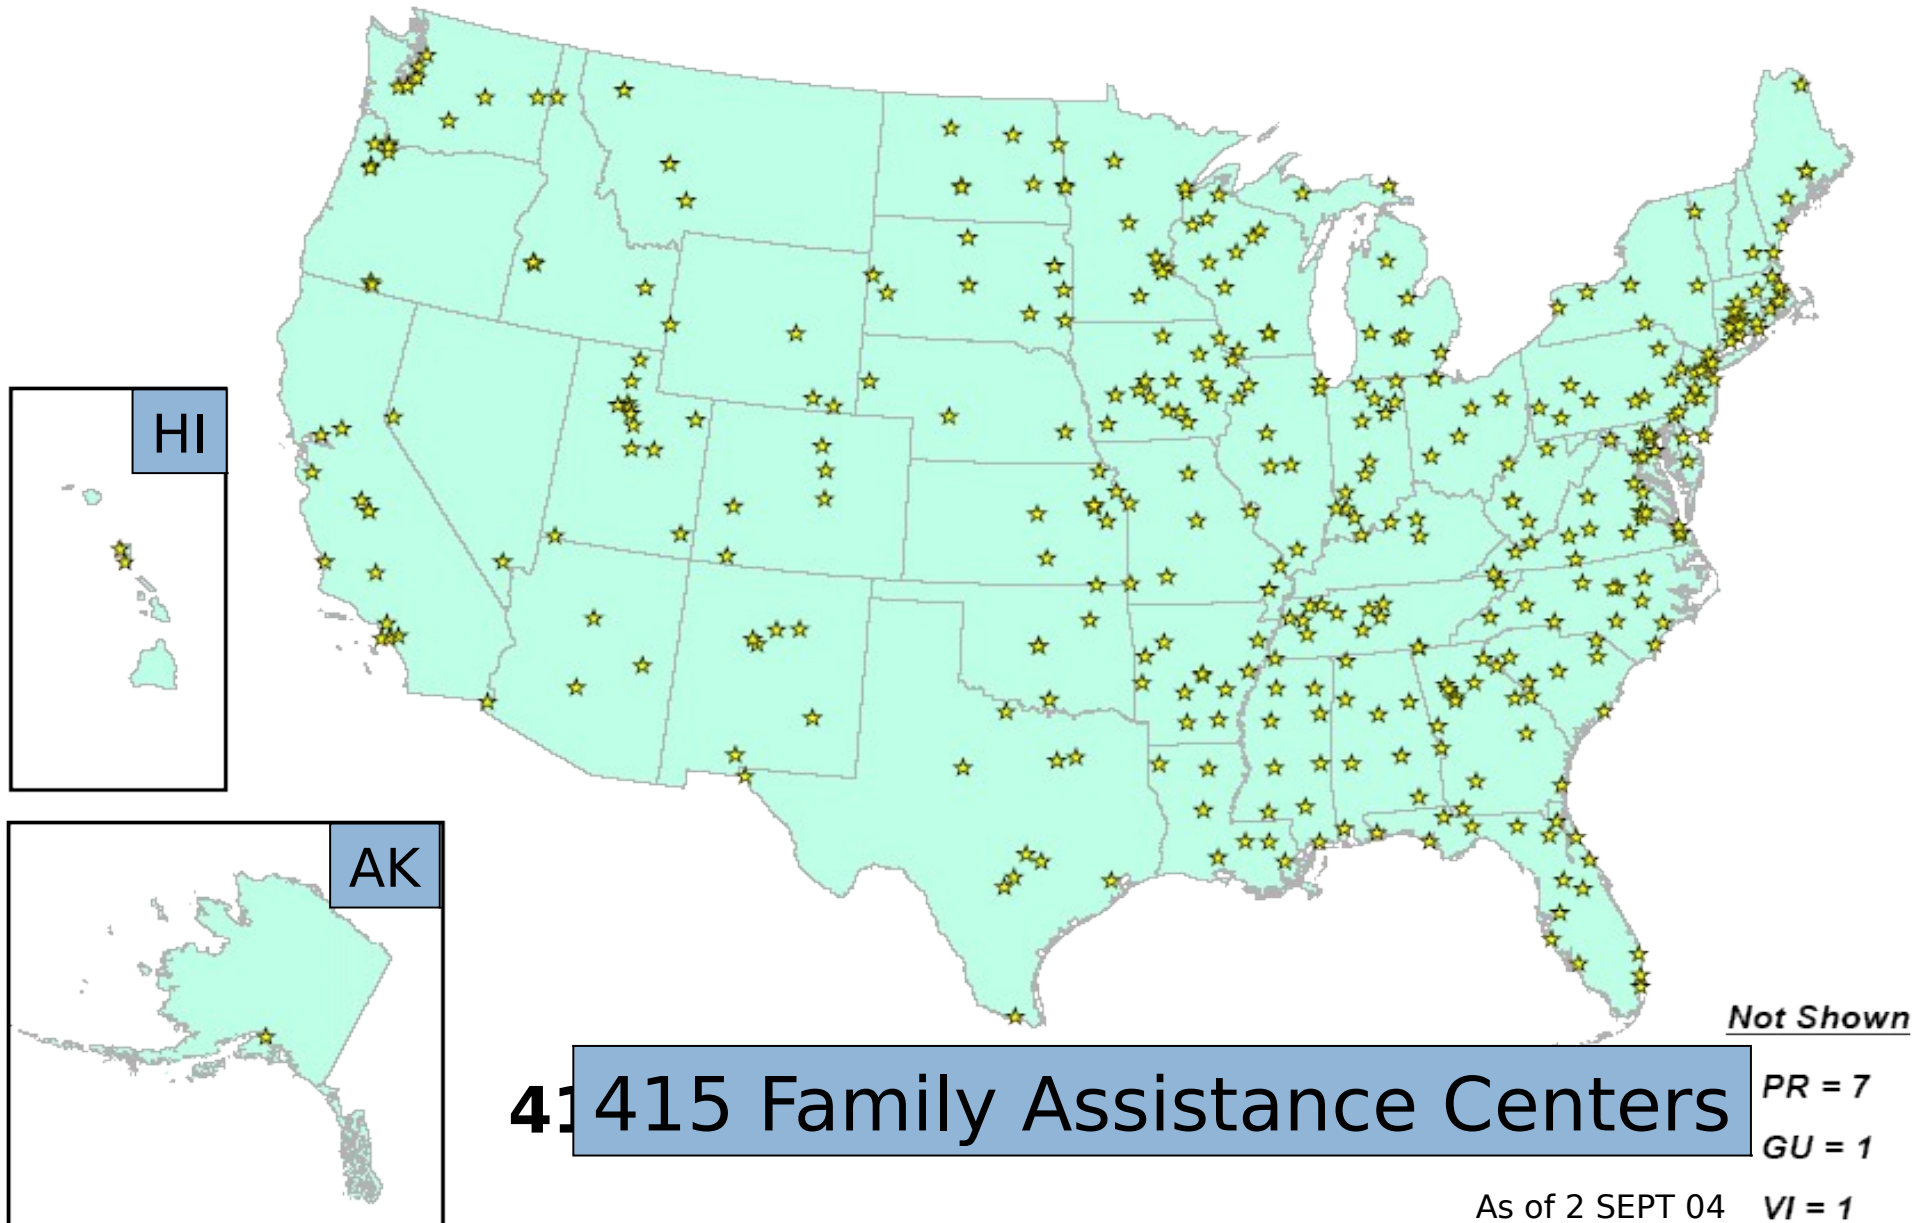 HI
AK
Not Shown
41
415 Family Assistance Centers
PR = 7
GU = 1
As of 2 SEPT 04
VI = 1